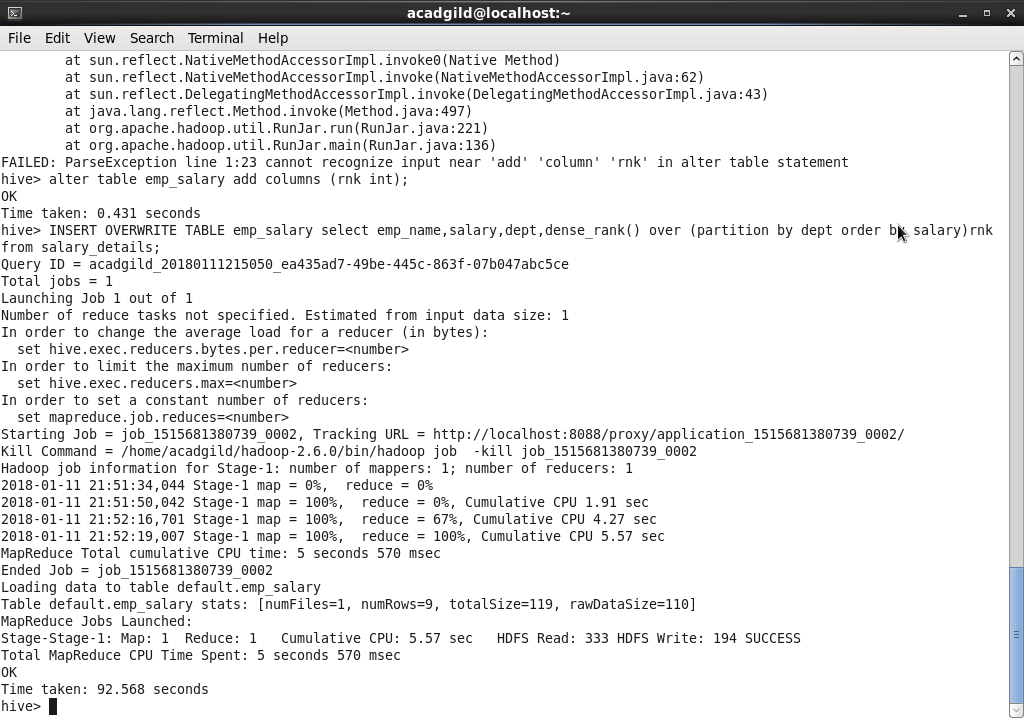 acadgild@localhost:~
File Edit View Search Terminal Help
at sun.reflect.NativeMethodAccessorImpl.invoke0(Native Method)
at sun.reflect.NativeMethodAccessorImpl.invoke(NativeMethodAccessorImpl.java:62)
at sun.reflect.DelegatingMethodAccessorImpl.invoke(DelegatingMethodAccessorImpl.java:43)
at java.lang.reflect.Method.invoke(Method.java:497)
at org.apache.hadoop.util.RunJar.run(RunJar.java:221)
at org.apache.hadoop.util.RunJar.main(RunJar.java:136)
FAILED: ParseException line 1:23 cannot recognize input near 'add' 'column' 'rnk' in alter table statement
hive> alter table emp_salary add columns (rnk int);
OK
Time taken: 0.431 seconds
hive> INSERT OVERWRITE TABLE emp_salary select emp_name,salary,dept,dense_rank() over (partition by dept order by salary)rnk
from salary_details;
Query ID = acadgild_20180111215050_ea435ad7-49be-445c-863f-07b047abc5ce
Total jobs = 1
Launching Job 1 out of 1
Number of reduce tasks not specified. Estimated from input data size: 1
In order to change the average load for a reducer (in bytes):
set hive.exec.reducers.bytes.per.reducer=<number>
In order to limit the maximum number of reducers:
set hive.exec.reducers.max=<number>
In order to set a constant number of reducers:
set mapreduce.job.reduces=<number>
Starting Job = job_1515681380739_0002, Tracking URL = http://localhost:8088/proxy/application_1515681380739_0002/
Kill Command = /home/acadgild/hadoop-2.6.0/bin/hadoop job  -kill job_1515681380739_0002
Hadoop job information for Stage-1: number of mappers: 1; number of reducers: 1
2018-01-11 21:51:34,044 Stage-1 map = 0%,  reduce = 0%
2018-01-11 21:51:50,042 Stage-1 map = 100%,  reduce = 0%, Cumulative CPU 1.91 sec
2018-01-11 21:52:16,701 Stage-1 map = 100%,  reduce = 67%, Cumulative CPU 4.27 sec
2018-01-11 21:52:19,007 Stage-1 map = 100%,  reduce = 100%, Cumulative CPU 5.57 sec
MapReduce Total cumulative CPU time: 5 seconds 570 msec
Ended Job = job_1515681380739_0002
Loading data to table default.emp_salary
Table default.emp_salary stats: [numFiles=1, numRows=9, totalSize=119, rawDataSize=110]
MapReduce Jobs Launched:
Stage-Stage-1: Map: 1  Reduce: 1   Cumulative CPU: 5.57 sec   HDFS Read: 333 HDFS Write: 194 SUCCESS
Total MapReduce CPU Time Spent: 5 seconds 570 msec
OK
Time taken: 92.568 seconds
hive>